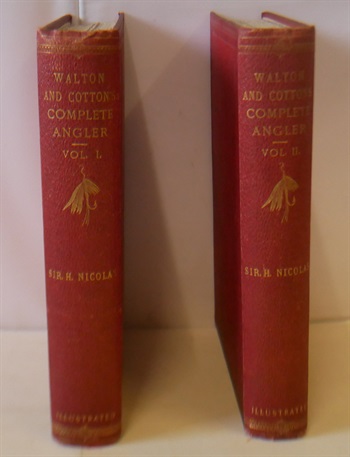 WALTON
AND COTTON'S
COMPLETE
ANGLER
VOL. I.
SIR. H. NICOLAS
ILLUSTRATED
WALTON
AND COTTON'S
COMPLETE
ANGLER
VOL II.
SIR. H. NICOLAS
ILLUSTRATED